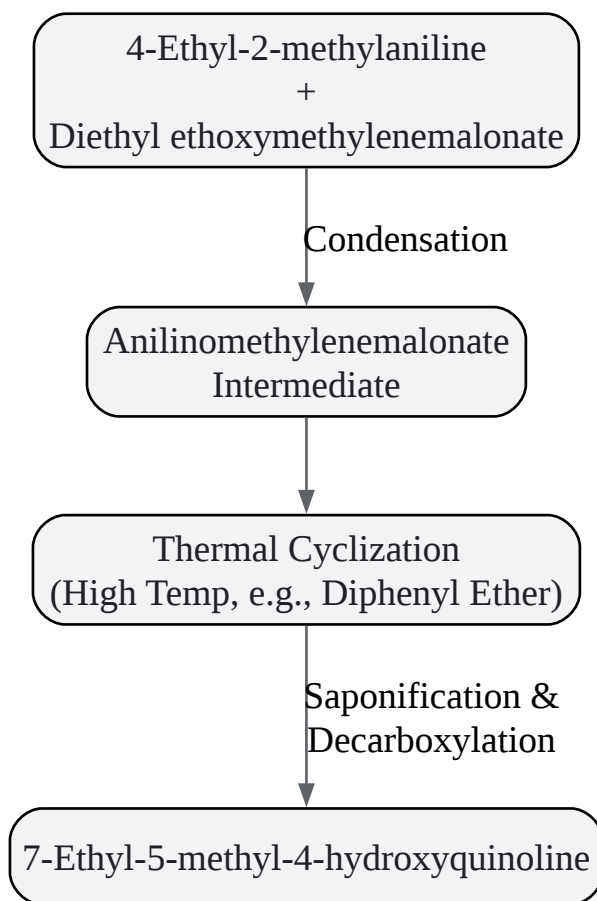 4-Ethyl-2-methylaniline
+
Diethyl ethoxymethylenemalonate
Condensation
Anilinomethylenemalonate
Intermediate
Thermal Cyclization
(High Temp, e.g., Diphenyl Ether)
Saponification &
Decarboxylation
7-Ethyl-5-methyl-4-hydroxyquinoline